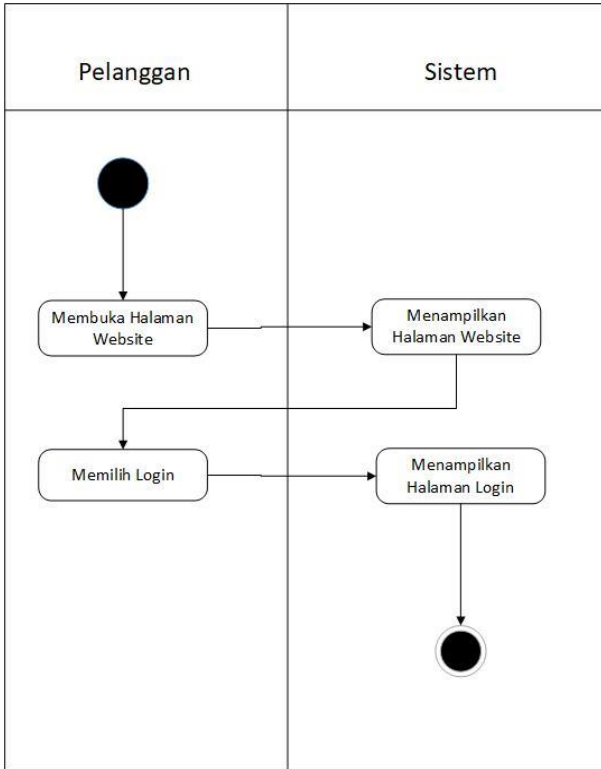 Pelanggan
Sistem
Membuka Halaman
Website
Menampilkan
Halaman Website
Memilih Login
Menampilkan
Halaman Login